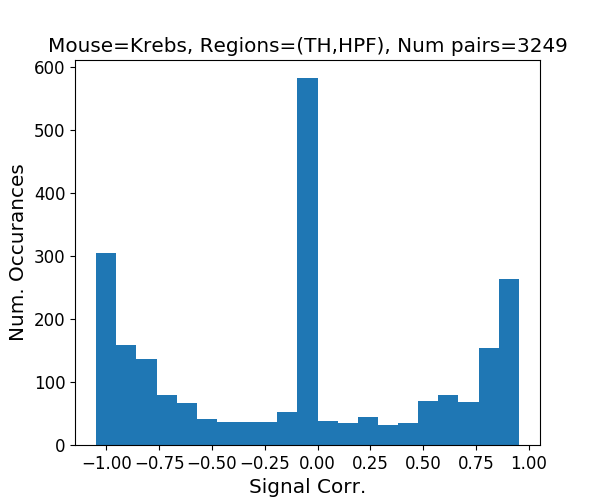 Mouse=Krebs, Regions=(TH,HPF), Num pairs=3249
600
500
400
300
200
100
0
Num. Occurances
−1.00 −0.75 −0.50 −0.25 0.00 0.25 0.50 0.75 1.00
Signal Corr.